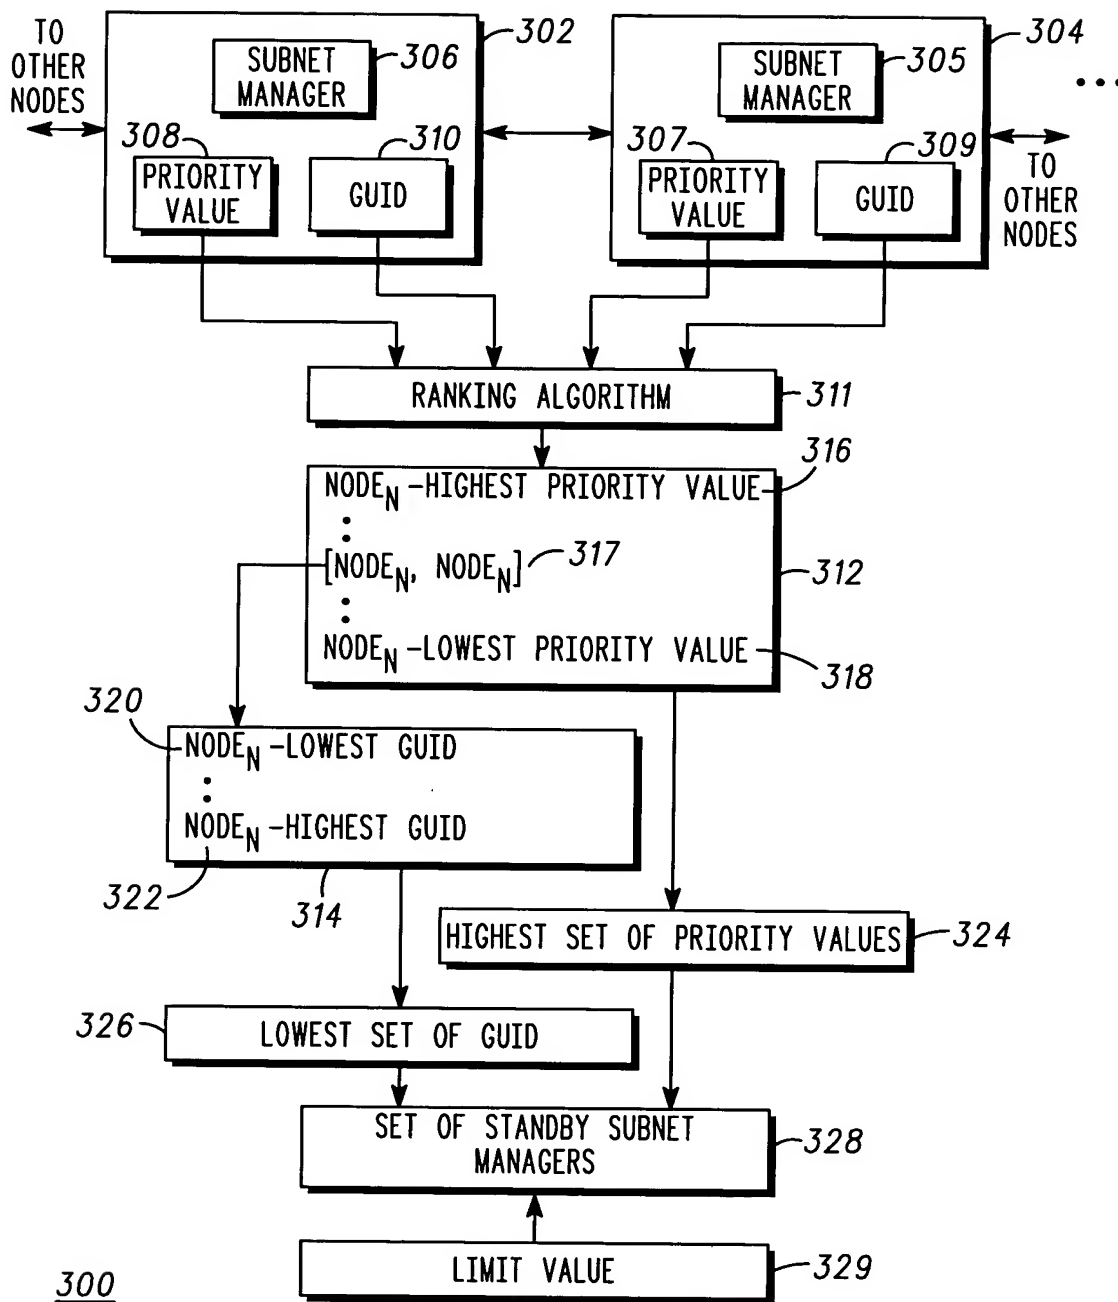 TO
OTHER
NODES
302
SUBNET
MANAGER
306
308
PRIORITY
VALUE
310
GUID
304
SUBNET
MANAGER
305
307
PRIORITY
VALUE
309
GUID
TO
OTHER
NODES
RANKING ALGORITHM
311
NODEN -HIGHEST PRIORITY VALUE
316
[NODEN, NODEN]
317
312
NODEN -LOWEST PRIORITY VALUE
318
320
NODEN -LOWEST GUID
NODEN -HIGHEST GUID
322
314
HIGHEST SET OF PRIORITY VALUES
324
326
LOWEST SET OF GUID
SET OF STANDBY SUBNET
MANAGERS
328
LIMIT VALUE
329
300